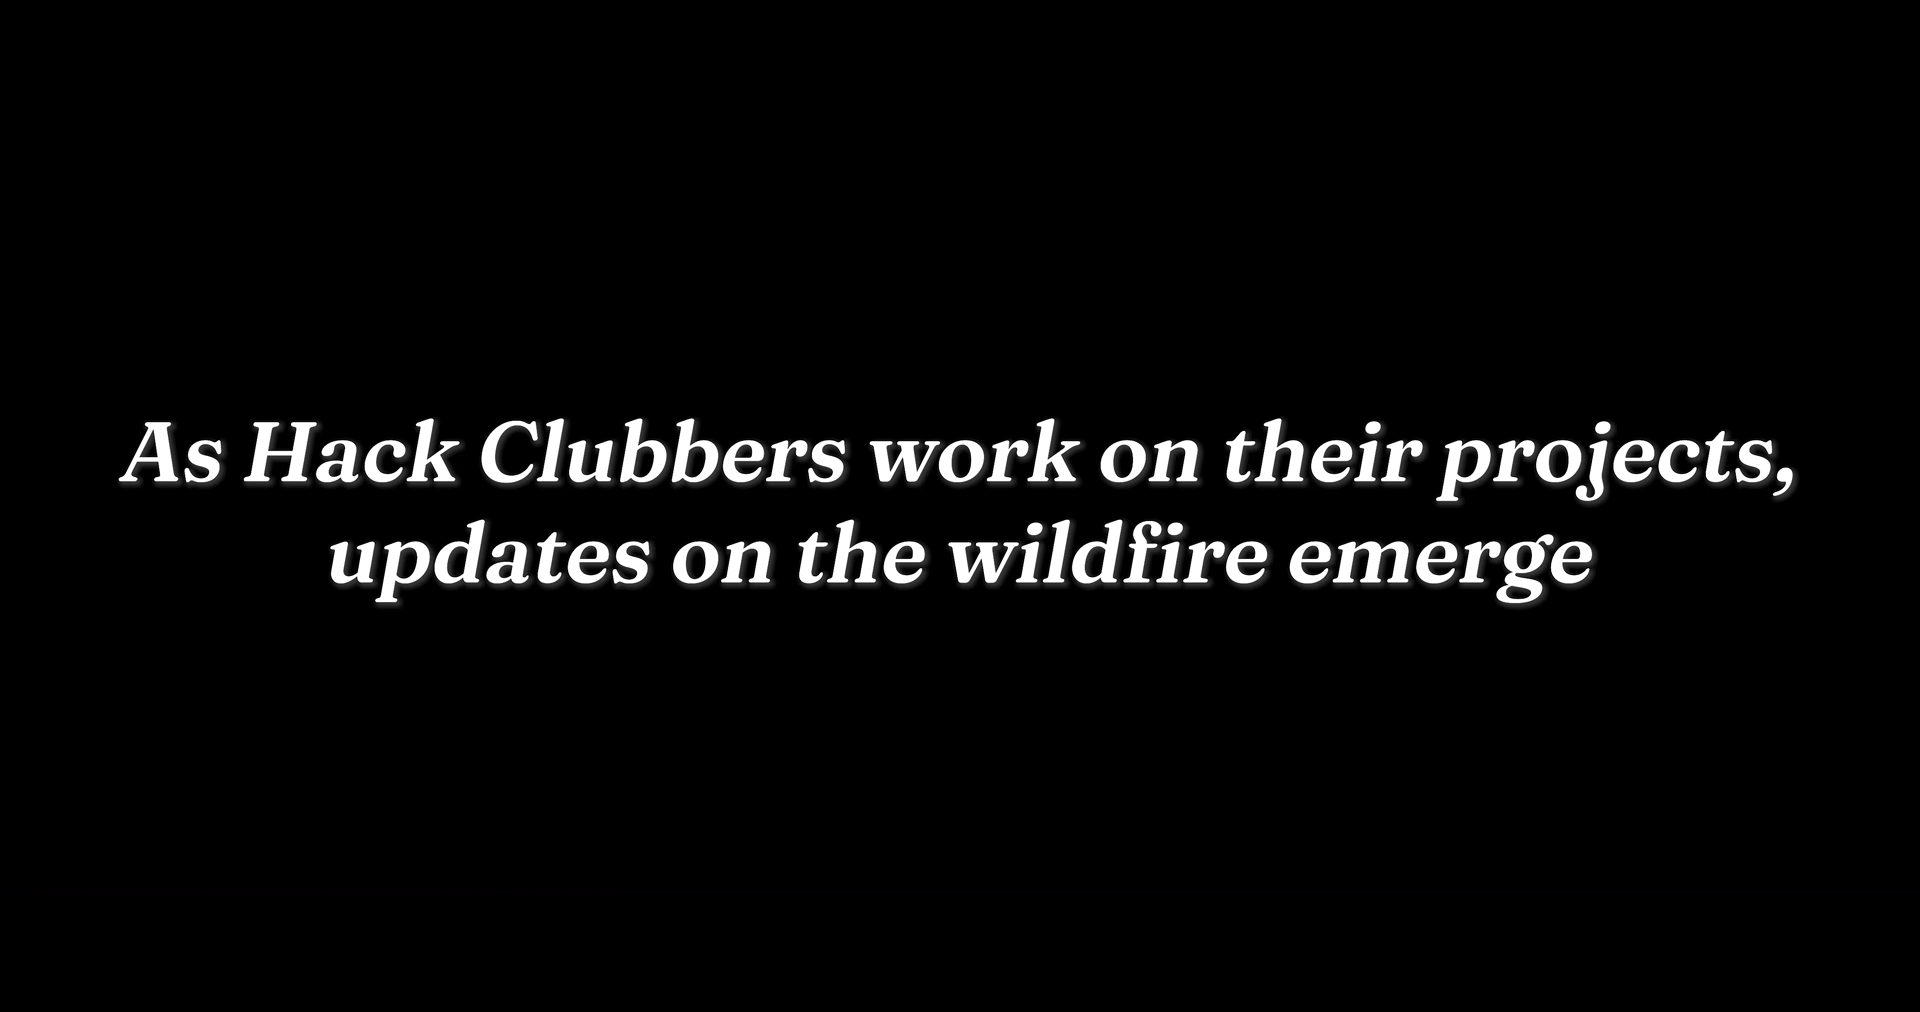 As Hack Clubbers work on their projects,
updates on the wildfire emerge